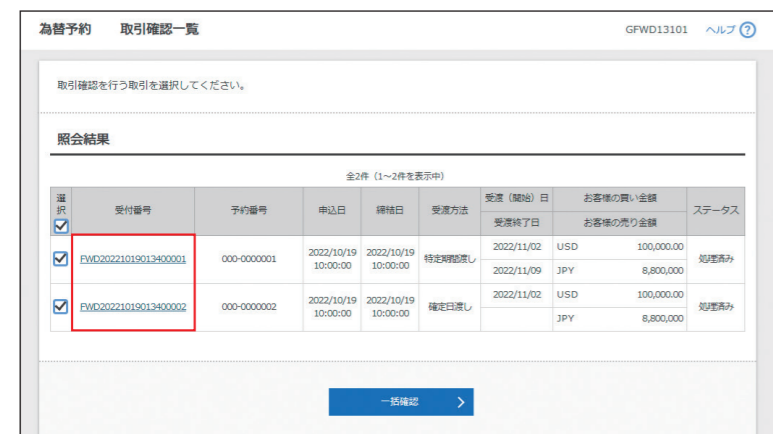 為替予約 取引確認一覧 GFWD13101 ヘルプ ?
取引確認を行う取引を選択してください。
照会結果
全2件（1～2件を表示中）
選択 受付番号 予約番号 申込日 締結日 受渡方法 受渡（開始）日 お客様の買い金額 ステータス
受渡終了日 お客様の売り金額
FWD20221019013400001 000-0000001 2022/10/19 10:00:00 2022/10/19 10:00:00 特定期間渡し 2022/11/02 USD 100,000.00 処理済み
2022/11/09 JPY 8,800,000
FWD20221019013400002 000-0000002 2022/10/19 10:00:00 2022/10/19 10:00:00 確定日渡し 2022/11/02 USD 100,000.00 処理済み
JPY 8,800,000
一括確認